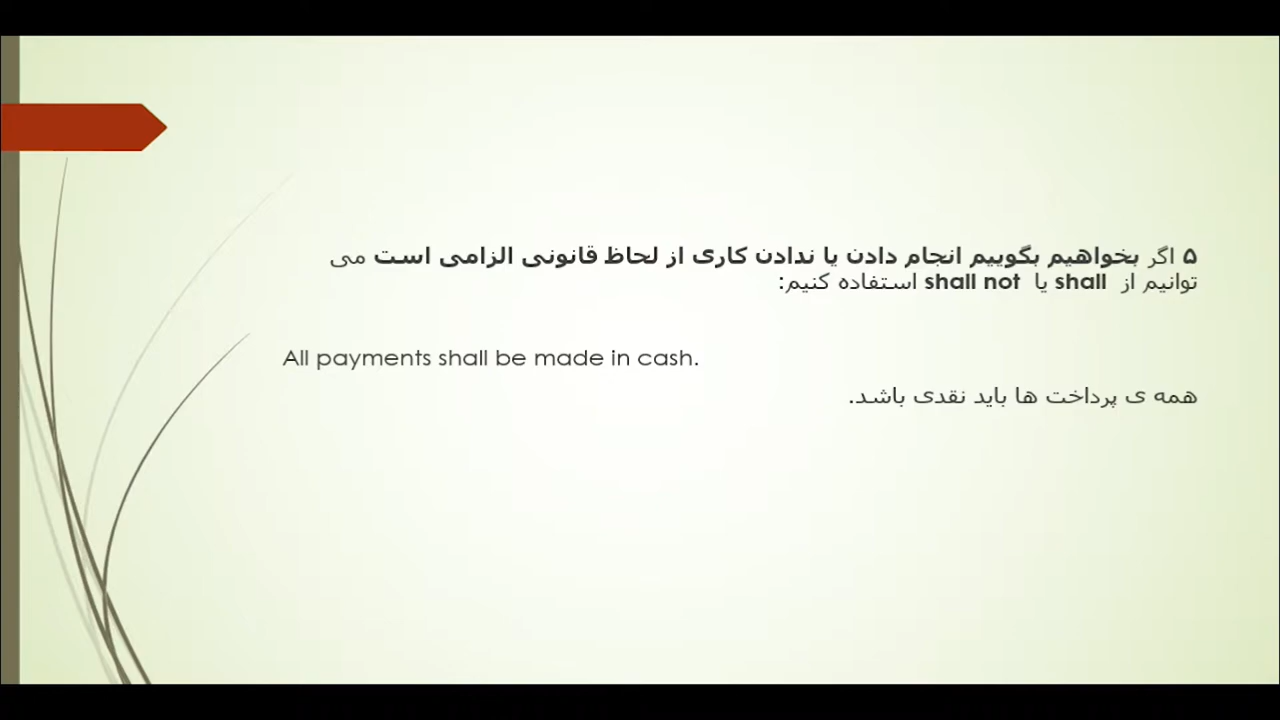 ۵ اگر بخواهیم بگوییم انجام دادن یا ندادن کاری از لحاظ قانونی الزامی است می
توانیم از shall یا shall not استفاده کنیم:
All payments shall be made in cash.
همه ی پرداخت ها باید نقدی باشد.